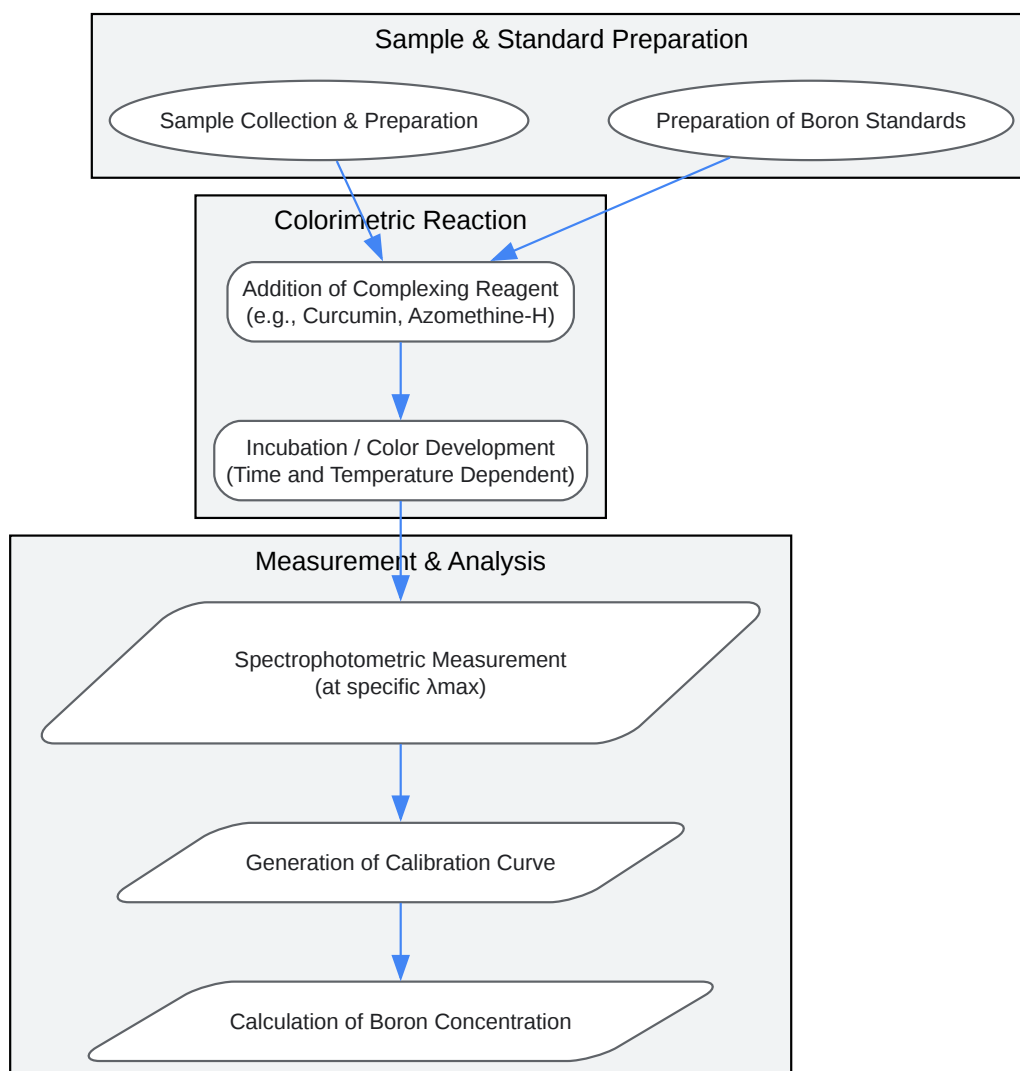 Sample & Standard Preparation
Sample Collection & Preparation
Preparation of Boron Standards
Colorimetric Reaction
Addition of Complexing Reagent
(e.g., Curcumin, Azomethine-H)
Incubation / Color Development
(Time and Temperature Dependent)
Measurement & Analysis
Spectrophotometric Measurement
(at specific λmax)
Generation of Calibration Curve
Calculation of Boron Concentration